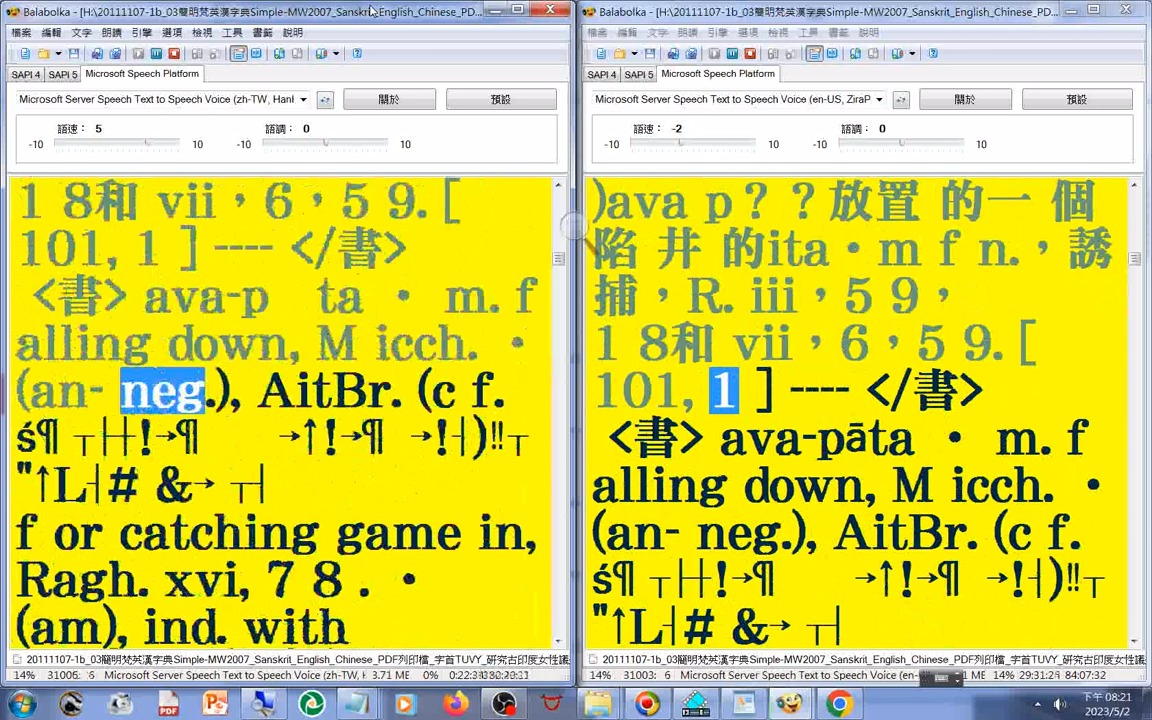 Balabolka - [H:\20111107-1b_03簡明梵英漢字典Simple-MW2007_Sanskrit_English_Chinese_PD...
檔案 編輯 文字 朗讀 引擎 選項 檢視 工具 書籤 說明
SAPI 4 SAPI 5 Microsoft Speech Platform
Microsoft Server Speech Text to Speech Voice (zh-TW, Hanl
關於 預設
語速： 5 語調： 0
-10 10 -10 10
1 8和 vii，6，5 9. [
101, 1 ] ---- </書>
<書> ava-p ta • m. f
alling down, M icch. •
(an- neg.), AitBr. (c f.
ś¶ ┬├┼!→¶ →↑!→¶ →!┤)‼┬
"↑L┤# &→ ┬┤
f or catching game in,
Ragh. xvi, 7 8 . •
(am), ind. with
20111107-1b_03簡明梵英漢字典Simple-MW2007_Sanskrit_English_Chinese_PDF列印檔_字首TUVY_研究古印度女性議
14% 31005: 6 Microsoft Server Speech Text to Speech Voice (zh-TW, H 3.71 MB 0%
Balabolka - [H:\20111107-1b_03簡明梵英漢字典Simple-MW2007_Sanskrit_English_Chinese_PD...
檔案 編輯 文字 朗讀 引擎 選項 檢視 工具 書籤 說明
SAPI 4 SAPI 5 Microsoft Speech Platform
Microsoft Server Speech Text to Speech Voice (en-US, ZiraP
關於 預設
語速： -2 語調： 0
-10 10 -10 10
)ava p？？放置 的一 個
陷 井 的ita • m f n.，誘
捕，R. iii，5 9，
1 8和 vii，6，5 9. [
101, 1 ] ---- </書>
<書> ava-pāta • m. f
alling down, M icch. •
(an- neg.), AitBr. (c f.
ś¶ ┬├┼!→¶ →↑!→¶ →!┤)‼┬
"↑L┤# &→ ┬┤
20111107-1b_03簡明梵英漢字典Simple-MW2007_Sanskrit_English_Chinese_PDF列印檔_字首TUVY_研究古印度女性議
14% 31003: 6 Microsoft Server Speech Text to Speech Voice (en- 14% 29:31:2 84:07:32
下午 08:21
2023/5/2